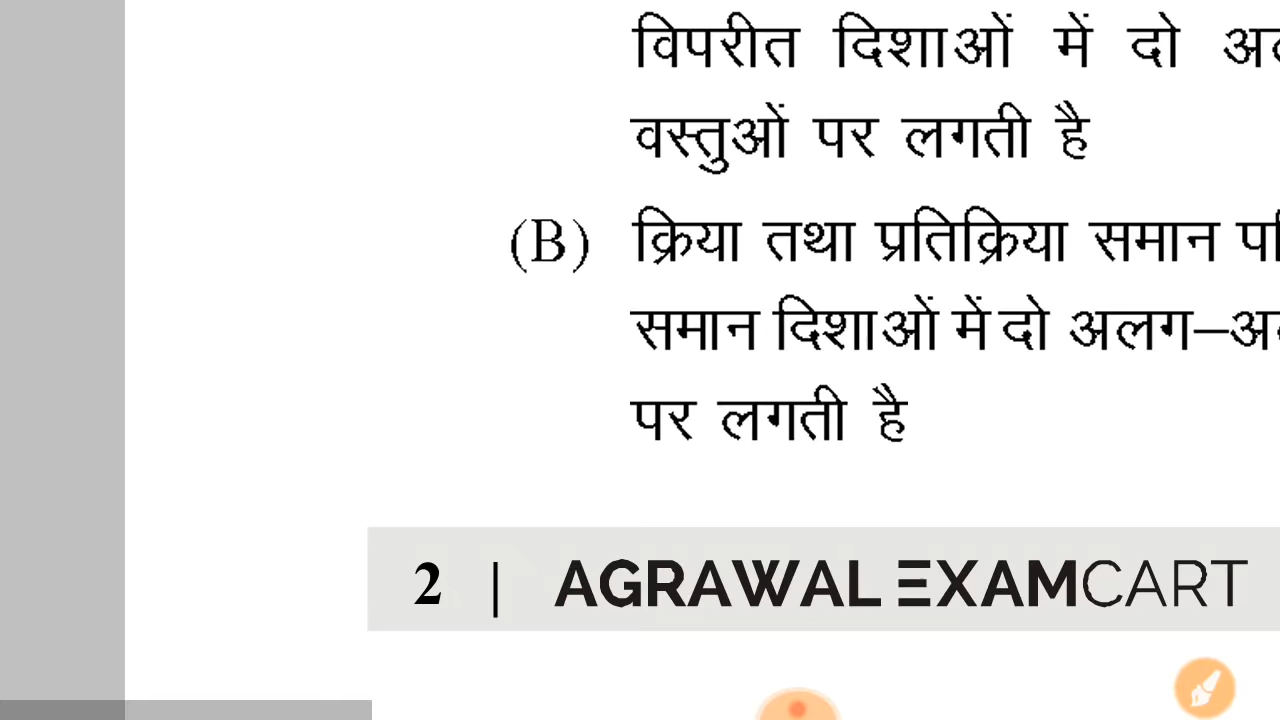 विपरीत दिशाओं में दो
वस्तुओं पर लगती है
(B) क्रिया तथा प्रतिक्रिया समान
समान दिशाओं में दो अलग–
पर लगती है
2 | AGRAWAL EXAMCART